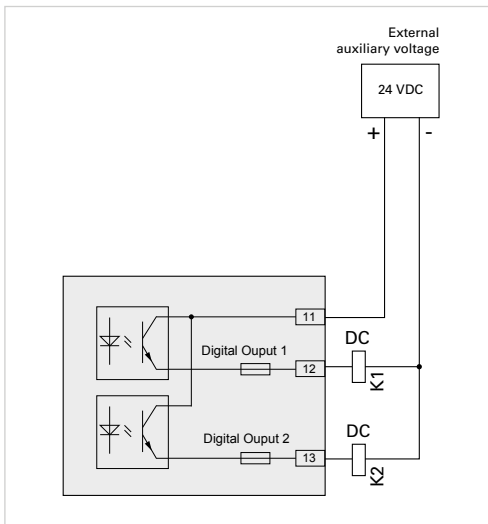 External
auxiliary voltage
24 VDC
+ -
11
DC
Digital Ouput 1
12
K1
DC
Digital Ouput 2
13
K2